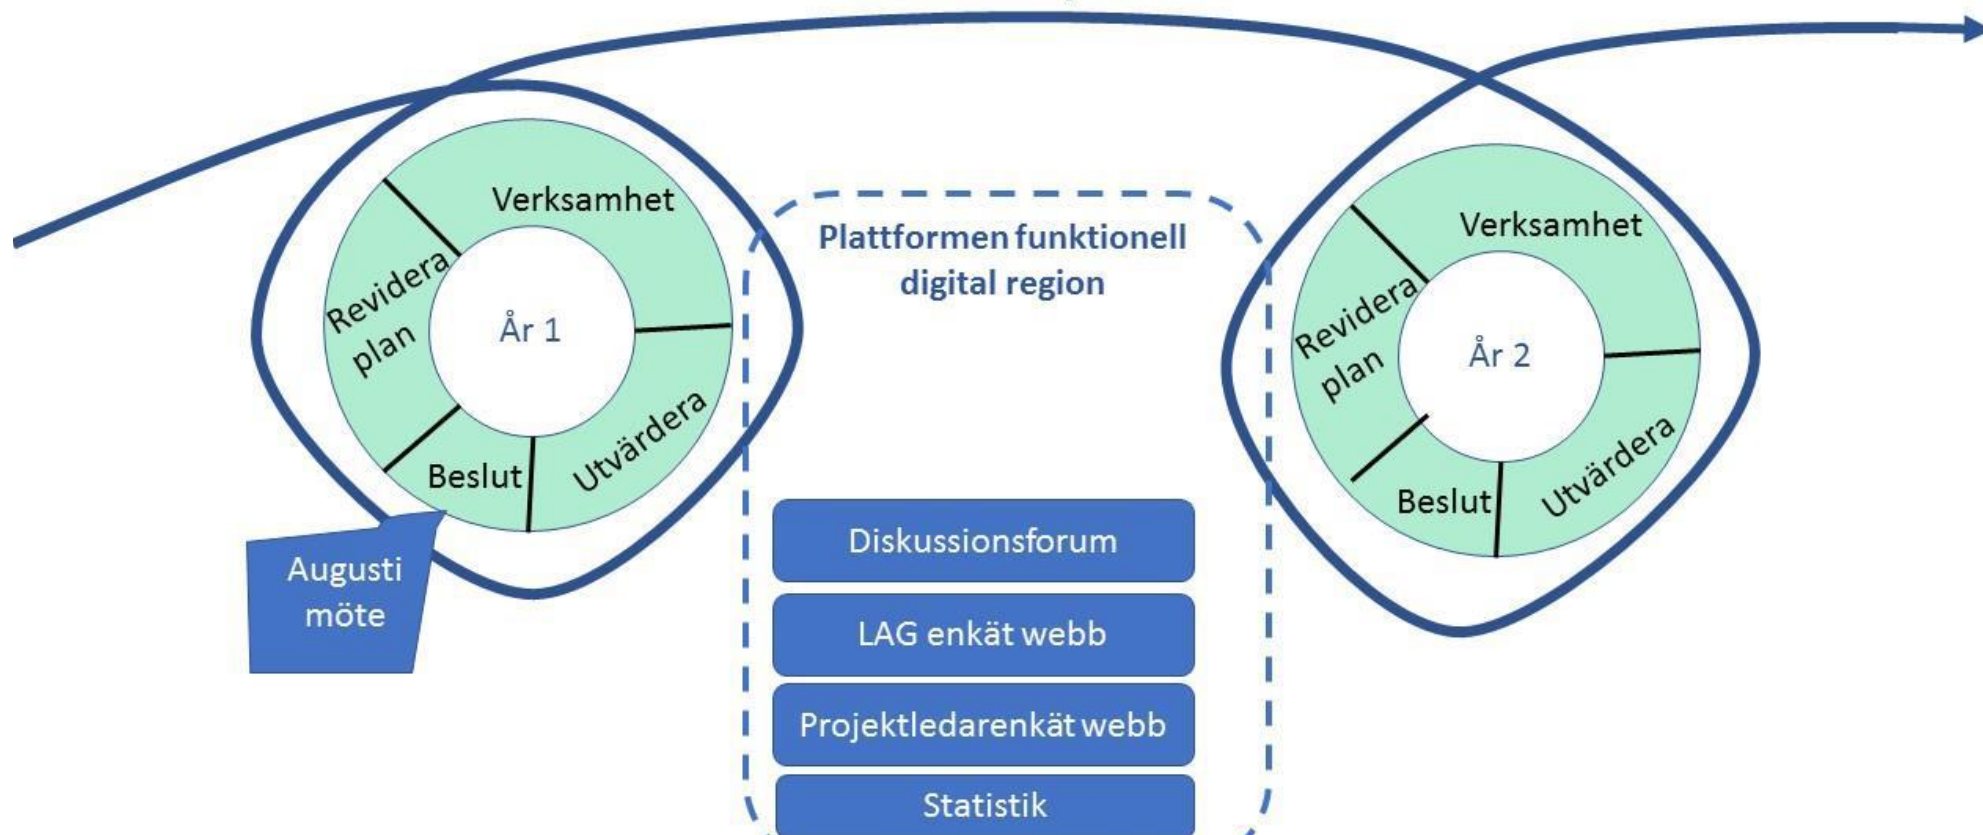 Verksamhet
Revidera
plan
År 1
Utvärdera
Beslut
Augusti
möte
Plattformen funktionell
digital region
Diskussionsforum
LAG enkät webb
Projektledarenkät webb
Statistik
Verksamhet
Revidera
plan
År 2
Utvärdera
Beslut